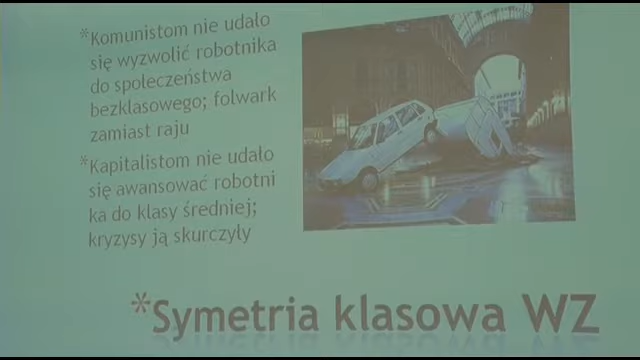 *Komunistom nie udało
się wyzwolić robotnika
do społeczeństwa
bezklasowego; folwark
zamiast raju
*Kapitalistom nie udało
się awansować robotni
ka do klasy średniej;
kryzysy ją skurczyły
*Symetria klasowa WZ